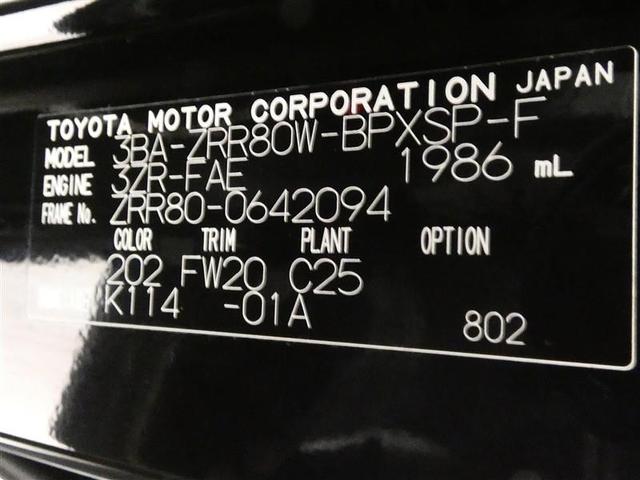 TOYOTA MOTOR CORPORATION JAPAN
MODEL 3BA-ZRR80W-BPXSP-F
ENGINE 3ZR-FAE 1986 mL
FRAME No. ZRR80-0642094
COLOR TRIM PLANT OPTION
202 FW20 C25
K114 -01A
802